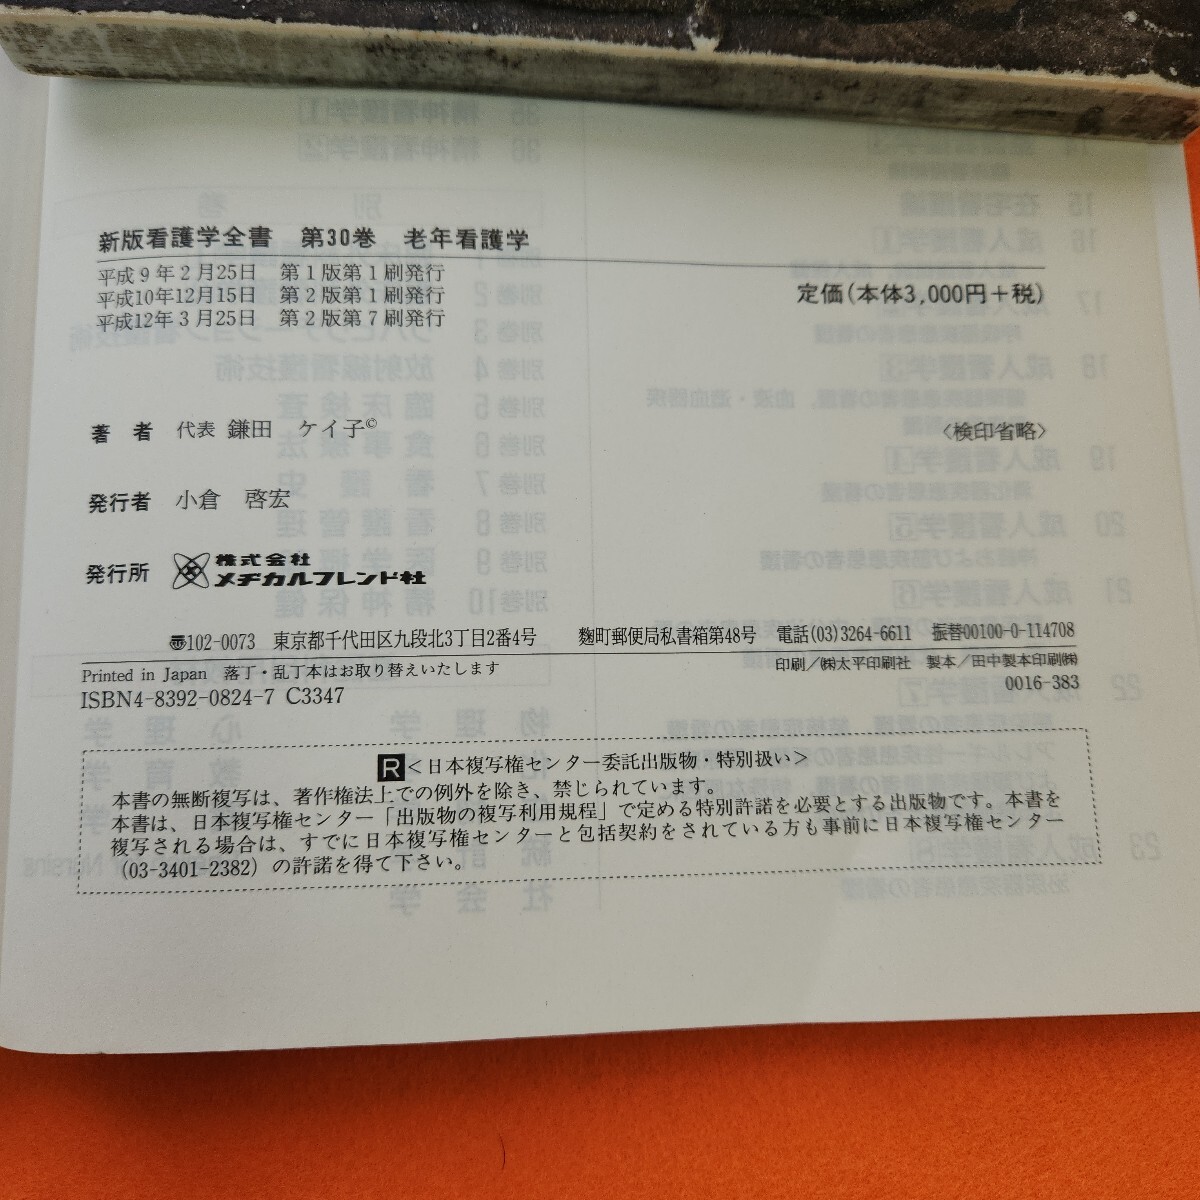 新版看護学全書 第30巻 老年看護学
平成9年2月25日 第1版第1刷発行
平成10年12月15日 第2版第1刷発行
平成12年3月25日 第2版第7刷発行
定価(本体3,000円+税)
著者 代表 鎌田 ケイ子©
〈検印省略〉
発行者 小倉 啓宏
発行所 株式会社
メヂカルフレンド社
〠102-0073 東京都千代田区九段北3丁目2番4号 麴町郵便局私書箱第48号 電話(03)3264-6611 振替00100-0-114708
Printed in Japan 落丁・乱丁本はお取り替えいたします
印刷/㈱太平印刷社 製本/田中製本印刷㈱
ISBN4-8392-0824-7 C3347
0016-383
R<日本複写権センター委託出版物・特別扱い>
本書の無断複写は、著作権法上での例外を除き、禁じられています。
本書は、日本複写権センター「出版物の複写利用規程」で定める特別許諾を必要とする出版物です。本書を
複写される場合は、すでに日本複写権センターと包括契約をされている方も事前に日本複写権センター
(03-3401-2382)の許諾を得て下さい。